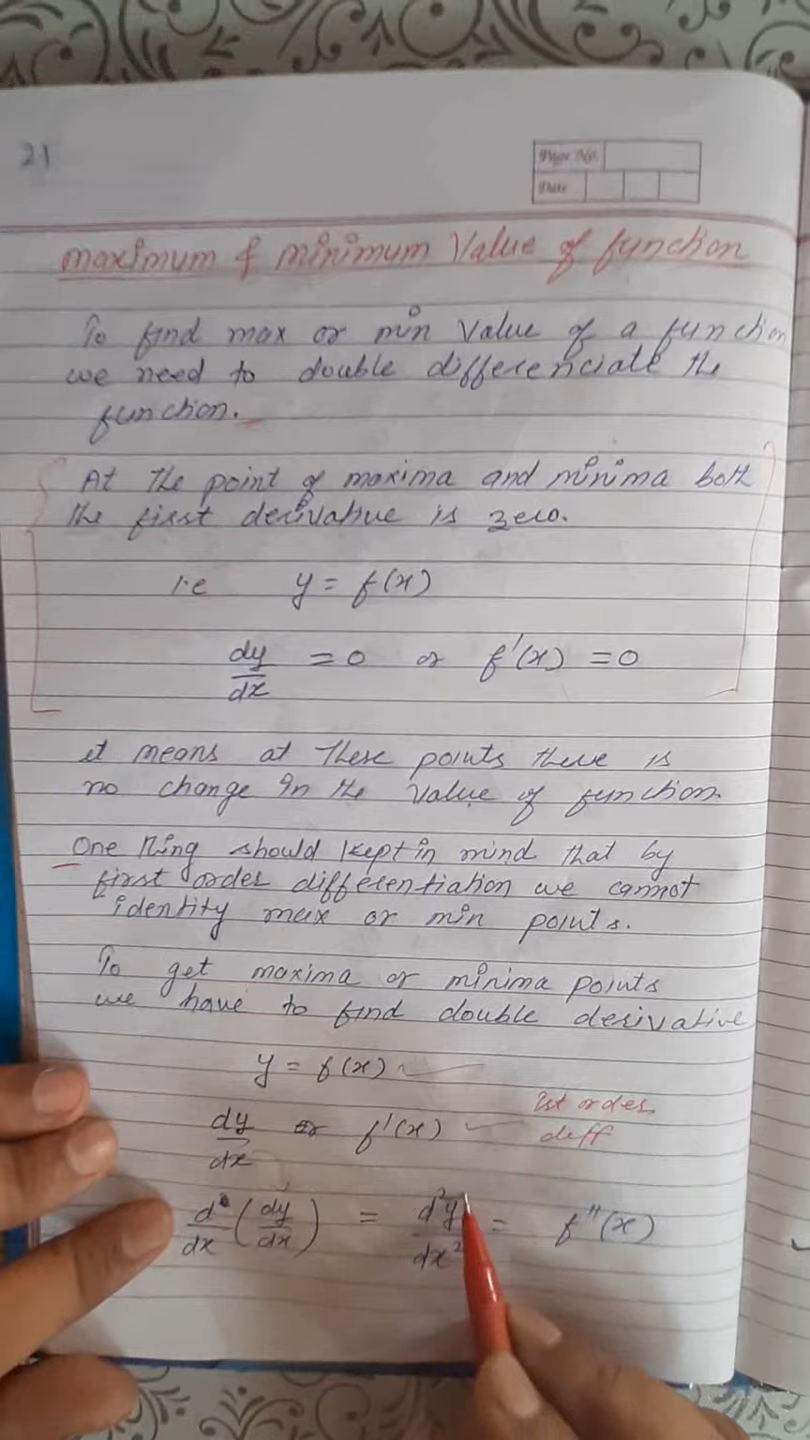 21
Page No.
Date
maximum & minimum Value of function
To find max or min Value of a function
we need to double differenciate the
function.
At the point of maxima and minima both
the first derivative is zero.
i.e y = f(x)
dy/dx = 0 or f'(x) = 0
it means at these points there is
no change in the value of function.
One thing should kept in mind that by
first order differentiation we cannot
identity max or min points.
To get maxima or minima points
we have to find double derivative
y = f(x)
dy/dx or f'(x) 1st order
diff
d/dx (dy/dx) = d²y/dx² = f"(x)